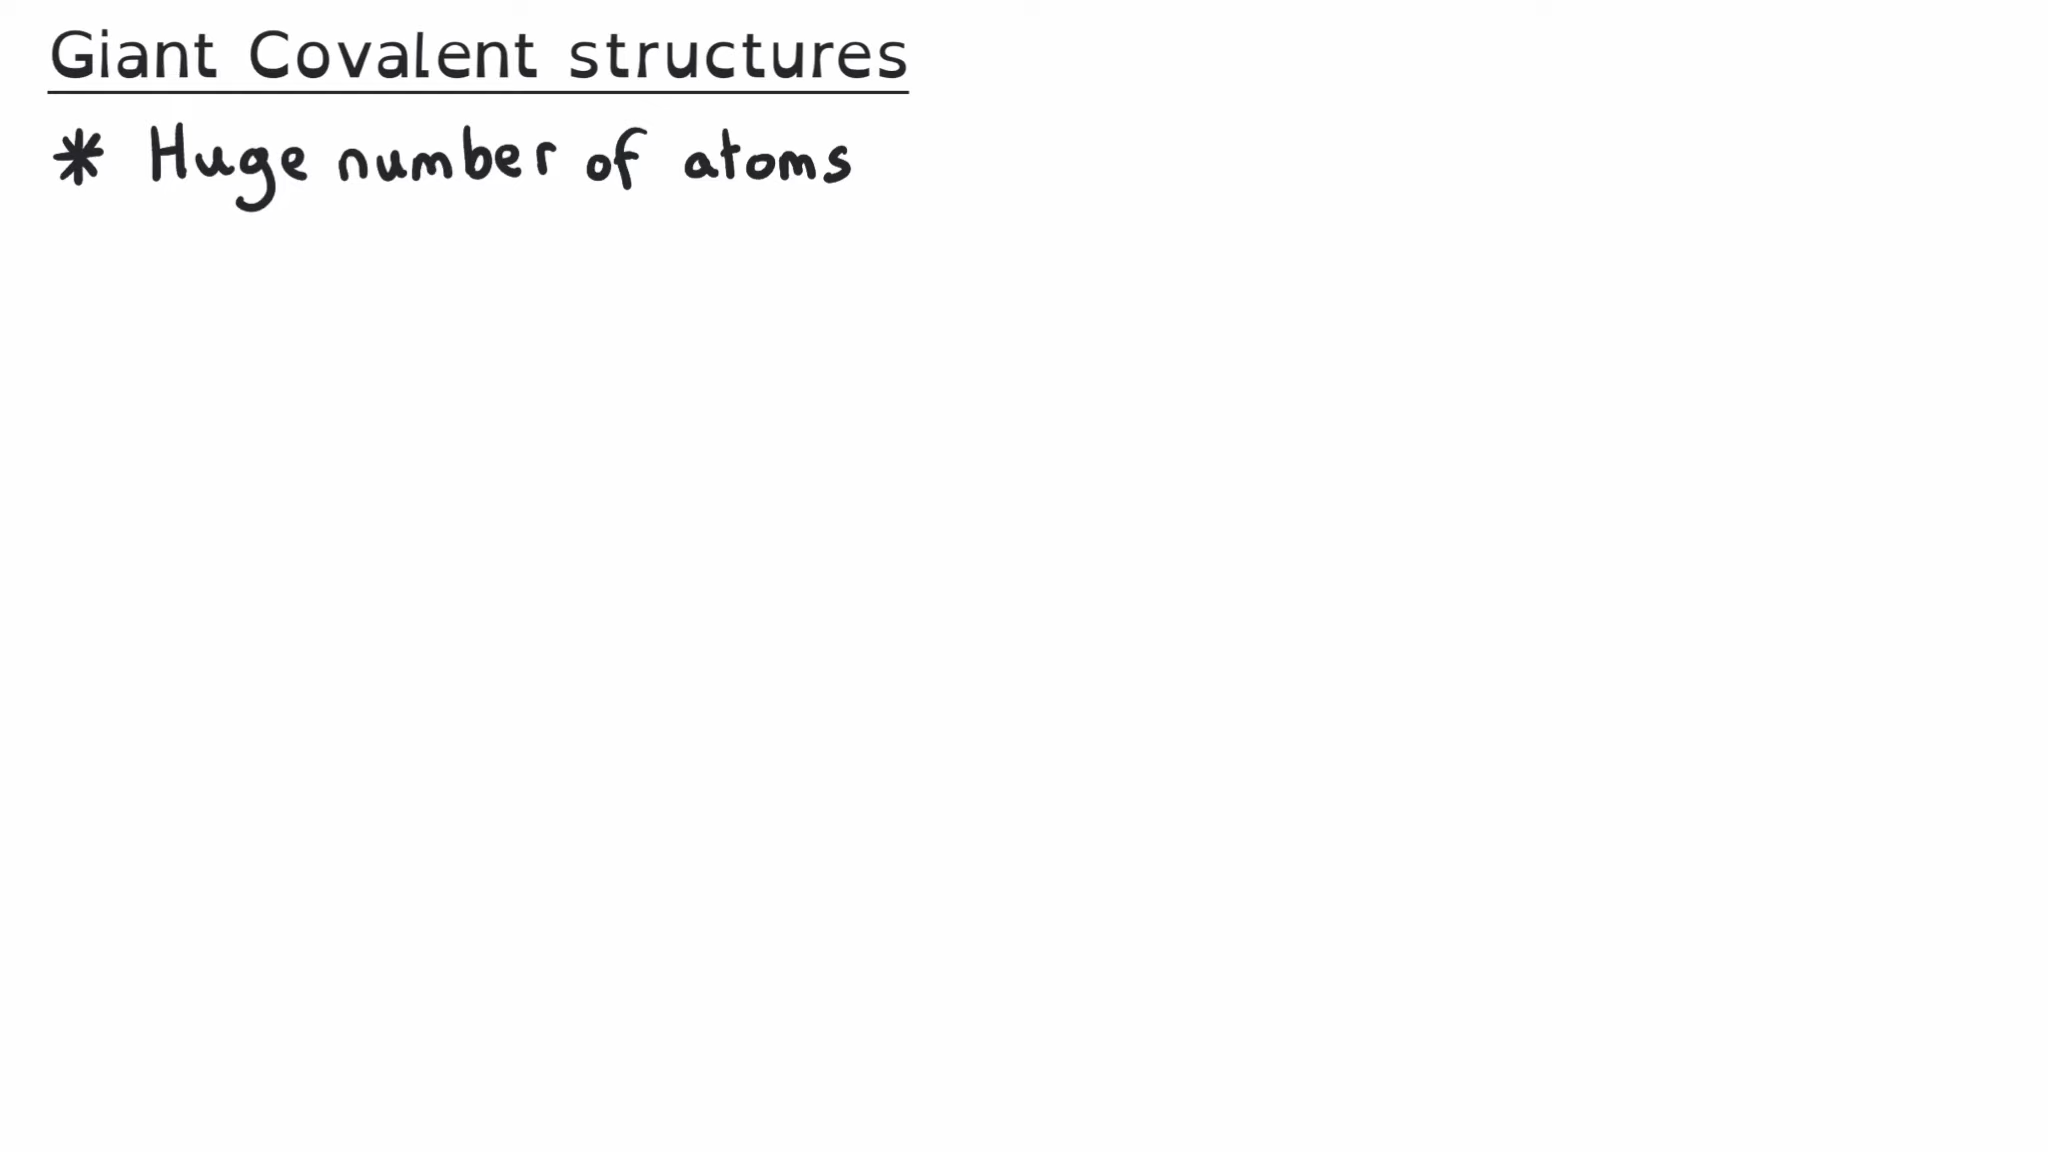 Giant Covalent structures
* Huge number of atoms